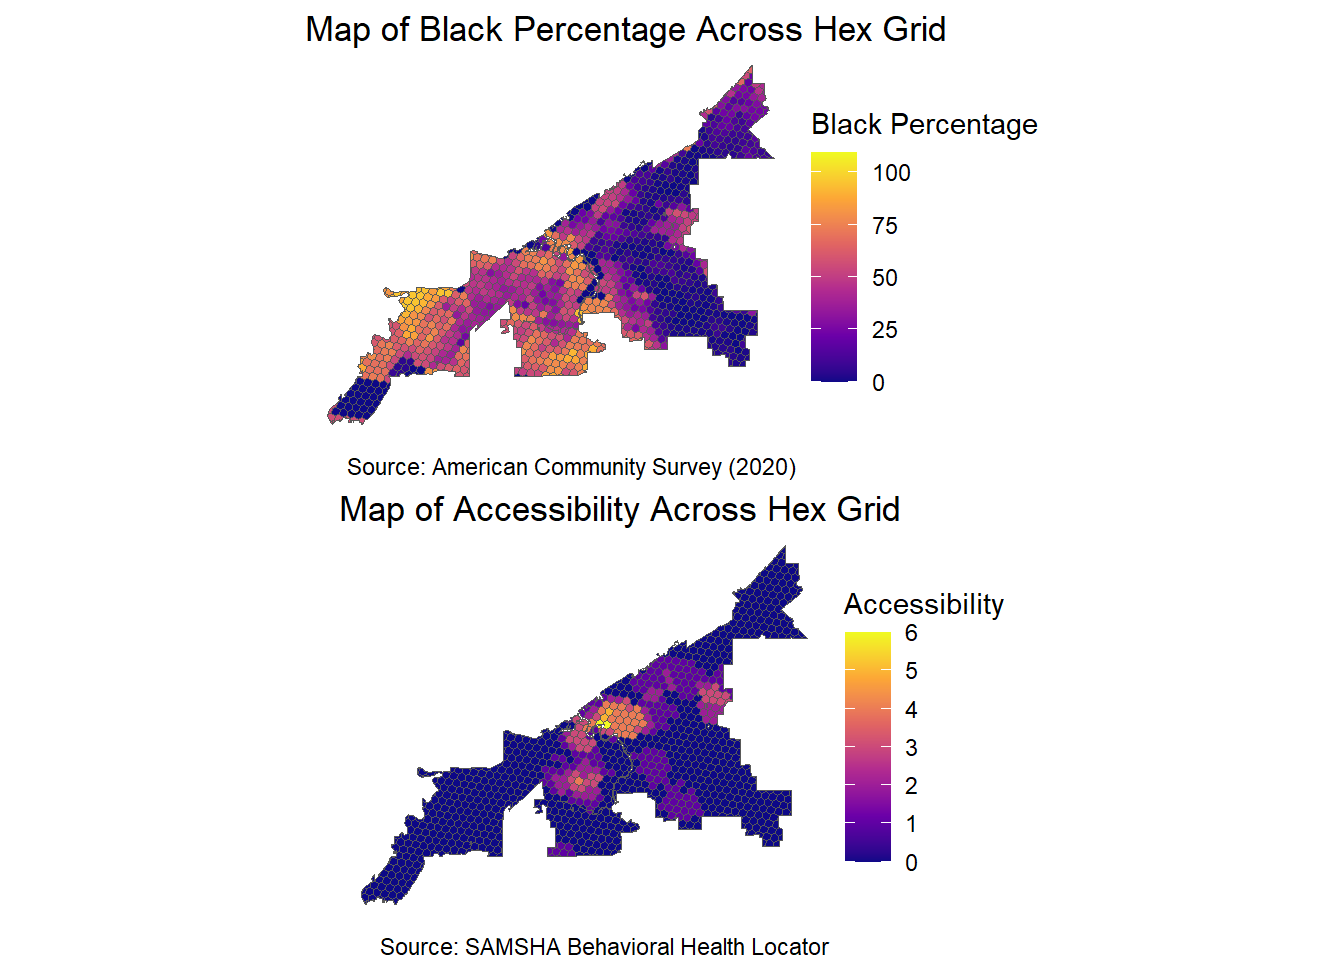 Map of Black Percentage Across Hex Grid
Black Percentage
100
75
50
25
0
Source: American Community Survey (2020)
Map of Accessibility Across Hex Grid
Accessibility
6
5
4
3
2
1
0
Source: SAMSHA Behavioral Health Locator